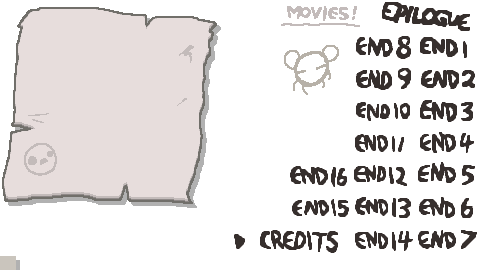 MOVIES! EPILOGUE
END 8 END 1
END 9 END 2
END 10 END 3
END 11 END 4
END 16 END 12 END 5
END 15 END 13 END 6
CREDITS END 14 END 7